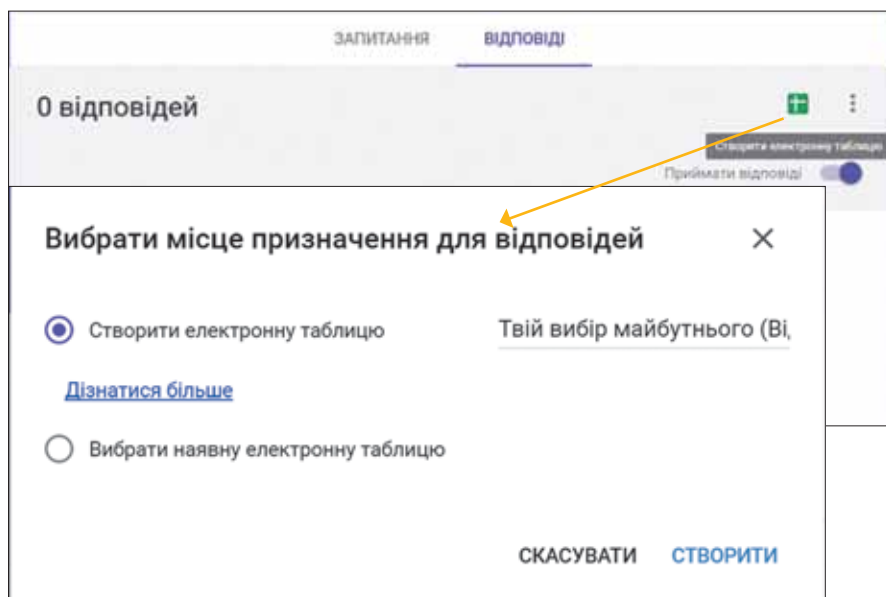 ЗАПИТАННЯ ВІДПОВІДІ
0 відповідей
Створити електронну таблицю
Приймати відповіді
Вибрати місце призначення для відповідей
Створити електронну таблицю Твій вибір майбутнього (Ві,
Дізнатися більше
Вибрати наявну електронну таблицю
СКАСУВАТИ СТВОРИТИ